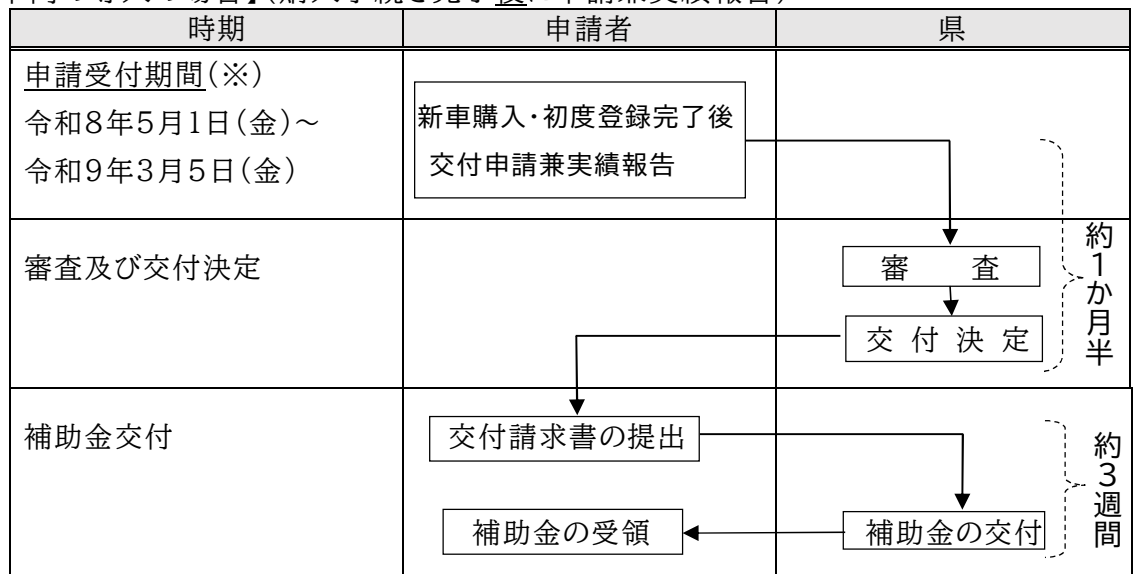 時期 申請者 県
申請受付期間(※)
令和8年5月1日(金)～
令和9年3月5日(金)
新車購入・初度登録完了後
交付申請兼実績報告
審査及び交付決定
審 査
交 付 決 定
約1か月半
補助金交付
交付請求書の提出
補助金の受領
補助金の交付
約3週間